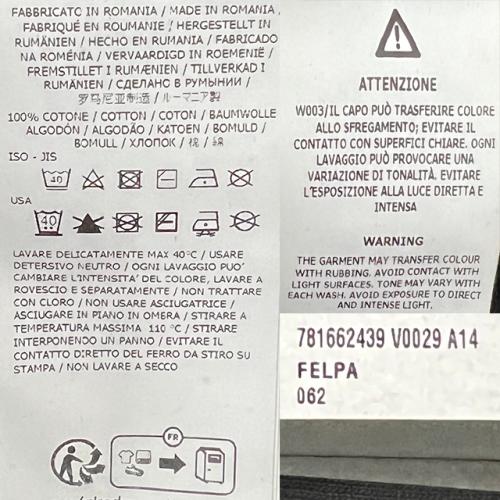 FABBRICATO IN ROMANIA / MADE IN ROMANIA
FABRIQUÉ EN ROUMANIE / HERGESTELLT IN
RUMÄNIEN / HECHO EN RUMANIA / FABRICADO
NA ROMÉNIA / VERVAARDIGD IN ROEMENIË /
FREMSTILLET I RUMÆNIEN / TILLVERKAD I
RUMÄNIEN / СДЕЛАНО В РУМЫНИИ /
罗马尼亚制造 / ルーマニア製
100% COTONE / COTTON / COTON / BAUMWOLLE
ALGODÓN / ALGODÃO / KATOEN / BOMULD /
BOMULL / ХЛОПОК / 棉 / 綿
ISO - JIS
40
USA
40
LAVARE DELICATAMENTE MAX 40°C / USARE
DETERSIVO NEUTRO / OGNI LAVAGGIO PUO'
CAMBIARE L'INTENSITA' DEL COLORE, LAVARE A
ROVESCIO E SEPARATAMENTE / NON TRATTARE
CON CLORO / NON USARE ASCIUGATRICE /
ASCIUGARE IN PIANO IN OMBRA / STIRARE A
TEMPERATURA MASSIMA 110 °C / STIRARE
INTERPONENDO UN PANNO / EVITARE IL
CONTATTO DIRETTO DEL FERRO DA STIRO SU
STAMPA / NON LAVARE A SECCO
FR
ATTENZIONE
W003/IL CAPO PUÒ TRASFERIRE COLORE
ALLO SFREGAMENTO; EVITARE IL
CONTATTO CON SUPERFICI CHIARE. OGNI
LAVAGGIO PUÒ PROVOCARE UNA
VARIAZIONE DI TONALITÀ. EVITARE
L'ESPOSIZIONE ALLA LUCE DIRETTA E
INTENSA
WARNING
THE GARMENT MAY TRANSFER COLOUR
WITH RUBBING. AVOID CONTACT WITH
LIGHT SURFACES. TONE MAY VARY WITH
EACH WASH. AVOID EXPOSURE TO DIRECT
AND INTENSE LIGHT.
781662439 V0029 A14
FELPA
062